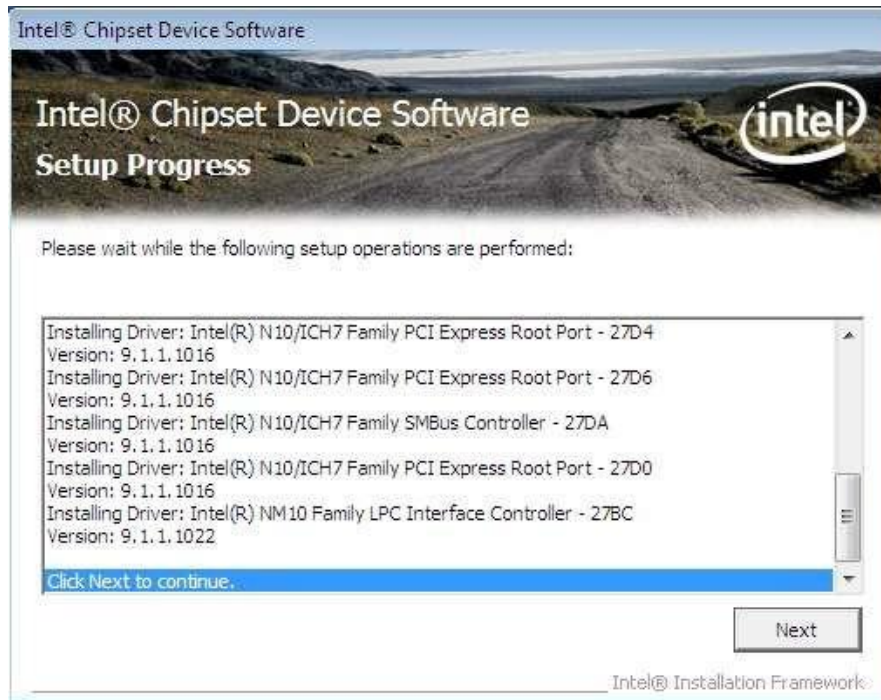 Intel® Chipset Device Software
Intel® Chipset Device Software
intel
Setup Progress
Please wait while the following setup operations are performed:
Installing Driver: Intel(R) N10/ICH7 Family PCI Express Root Port - 27D4
Version: 9.1.1.1016
Installing Driver: Intel(R) N10/ICH7 Family PCI Express Root Port - 27D6
Version: 9.1.1.1016
Installing Driver: Intel(R) N10/ICH7 Family SMBus Controller - 27DA
Version: 9.1.1.1016
Installing Driver: Intel(R) N10/ICH7 Family PCI Express Root Port - 27D0
Version: 9.1.1.1016
Installing Driver: Intel(R) NM10 Family LPC Interface Controller - 27BC
Version: 9.1.1.1022
Click Next to continue.
Next
Intel® Installation Framework